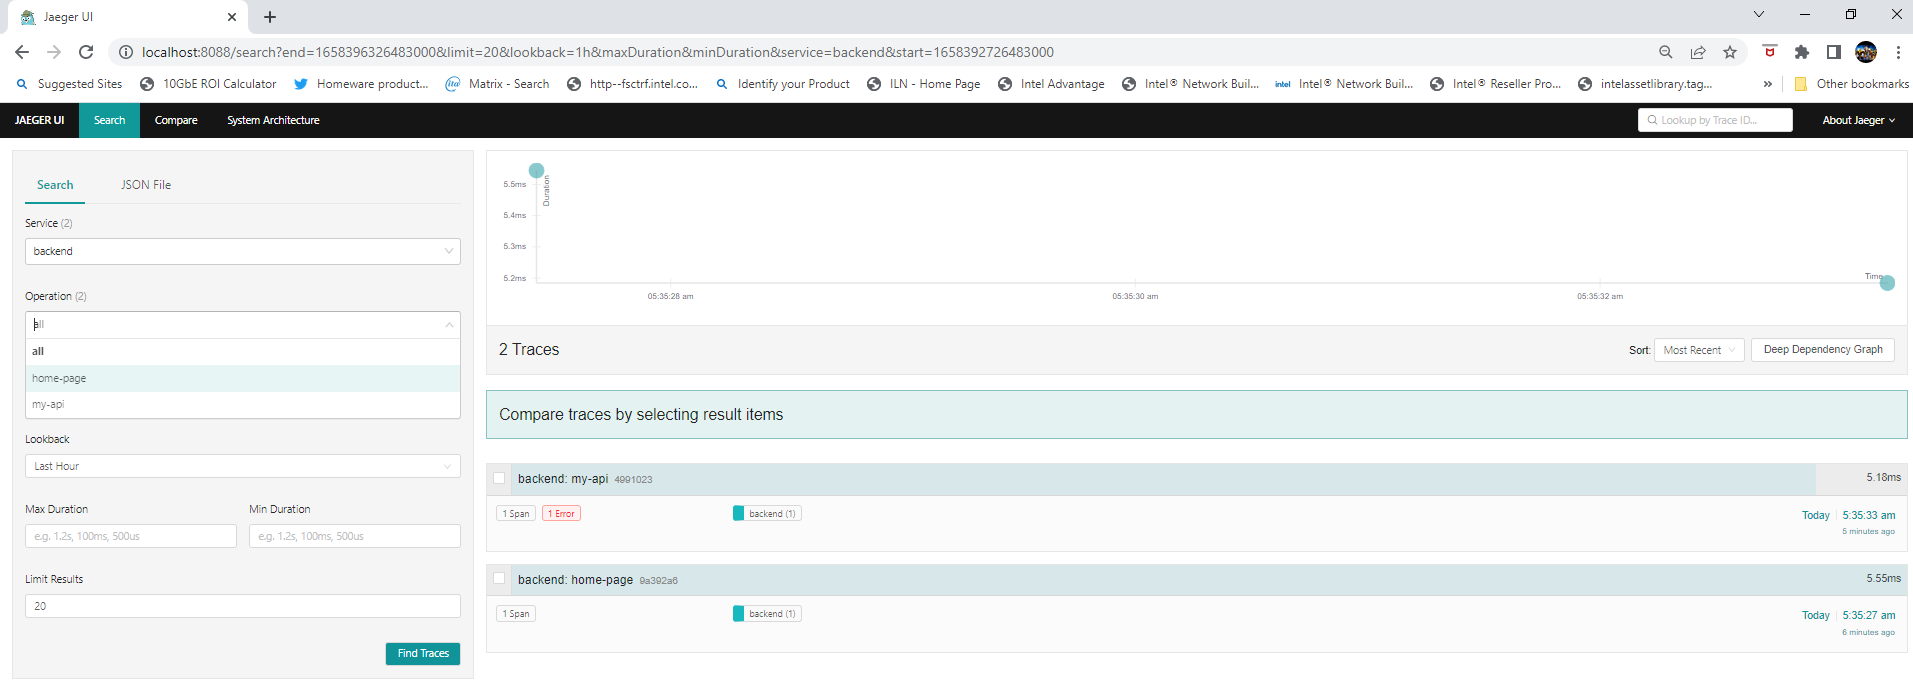 Jaeger UI
localhost:8088/search?end=1658396326483000&limit=20&lookback=1h&maxDuration&minDuration&service=backend&start=1658392726483000
Suggested Sites
10GbE ROI Calculator
Homeware produc...
Matrix - Search
http--fsctrf.intel.co...
Identify your Product
ILN - Home Page
Intel Advantage
Intel® Network Buil...
intel
Intel® Network Buil...
Intel® Reseller Pro...
intelassetlibrary.tag...
»
Other bookmarks
JAEGER UI
Search
Compare
System Architecture
Lookup by Trace ID...
About Jaeger
Search
JSON File
Service (2)
backend
Operation (2)
all
all
home-page
my-api
Lookback
Last Hour
Max Duration
Min Duration
e.g. 1.2s, 100ms, 500us
e.g. 1.2s, 100ms, 500us
Limit Results
20
Find Traces
Duration
5.5ms
5.4ms
5.3ms
5.2ms
Time
05:35:28 am
05:35:30 am
05:35:32 am
2 Traces
Sort:
Most Recent
Deep Dependency Graph
Compare traces by selecting result items
backend: my-api 4991023
5.18ms
1 Span
1 Error
backend (1)
Today
5:35:33 am
5 minutes ago
backend: home-page 9a392a6
5.55ms
1 Span
backend (1)
Today
5:35:27 am
6 minutes ago